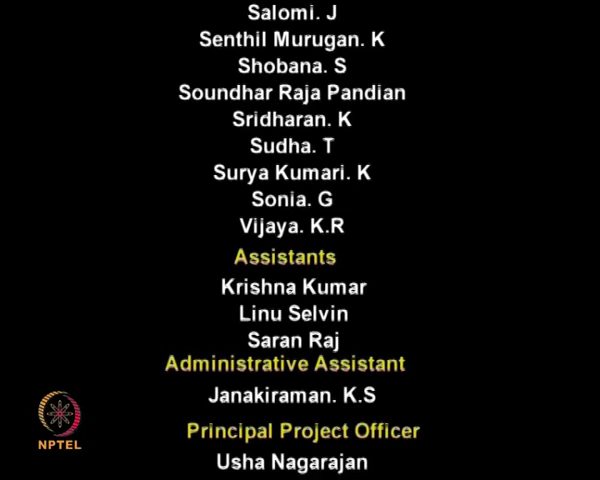 Salomi. J
Senthil Murugan. K
Shobana. S
Soundhar Raja Pandian
Sridharan. K
Sudha. T
Surya Kumari. K
Sonia. G
Vijaya. K.R
Assistants
Krishna Kumar
Linu Selvin
Saran Raj
Administrative Assistant
Janakiraman. K.S
Principal Project Officer
Usha Nagarajan
NPTEL